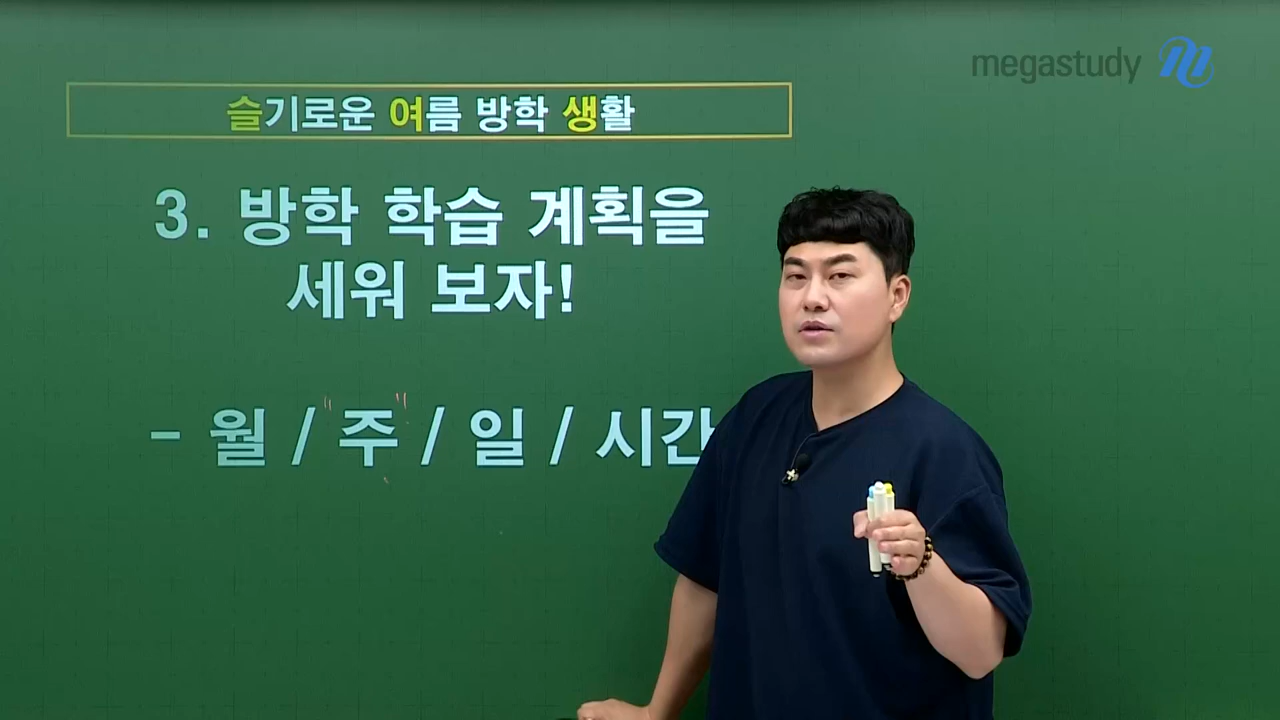 megastudy
슬기로운 여름 방학 생활
3. 방학 학습 계획을
세워 보자!
- 월 / "주" / 일 / 시간